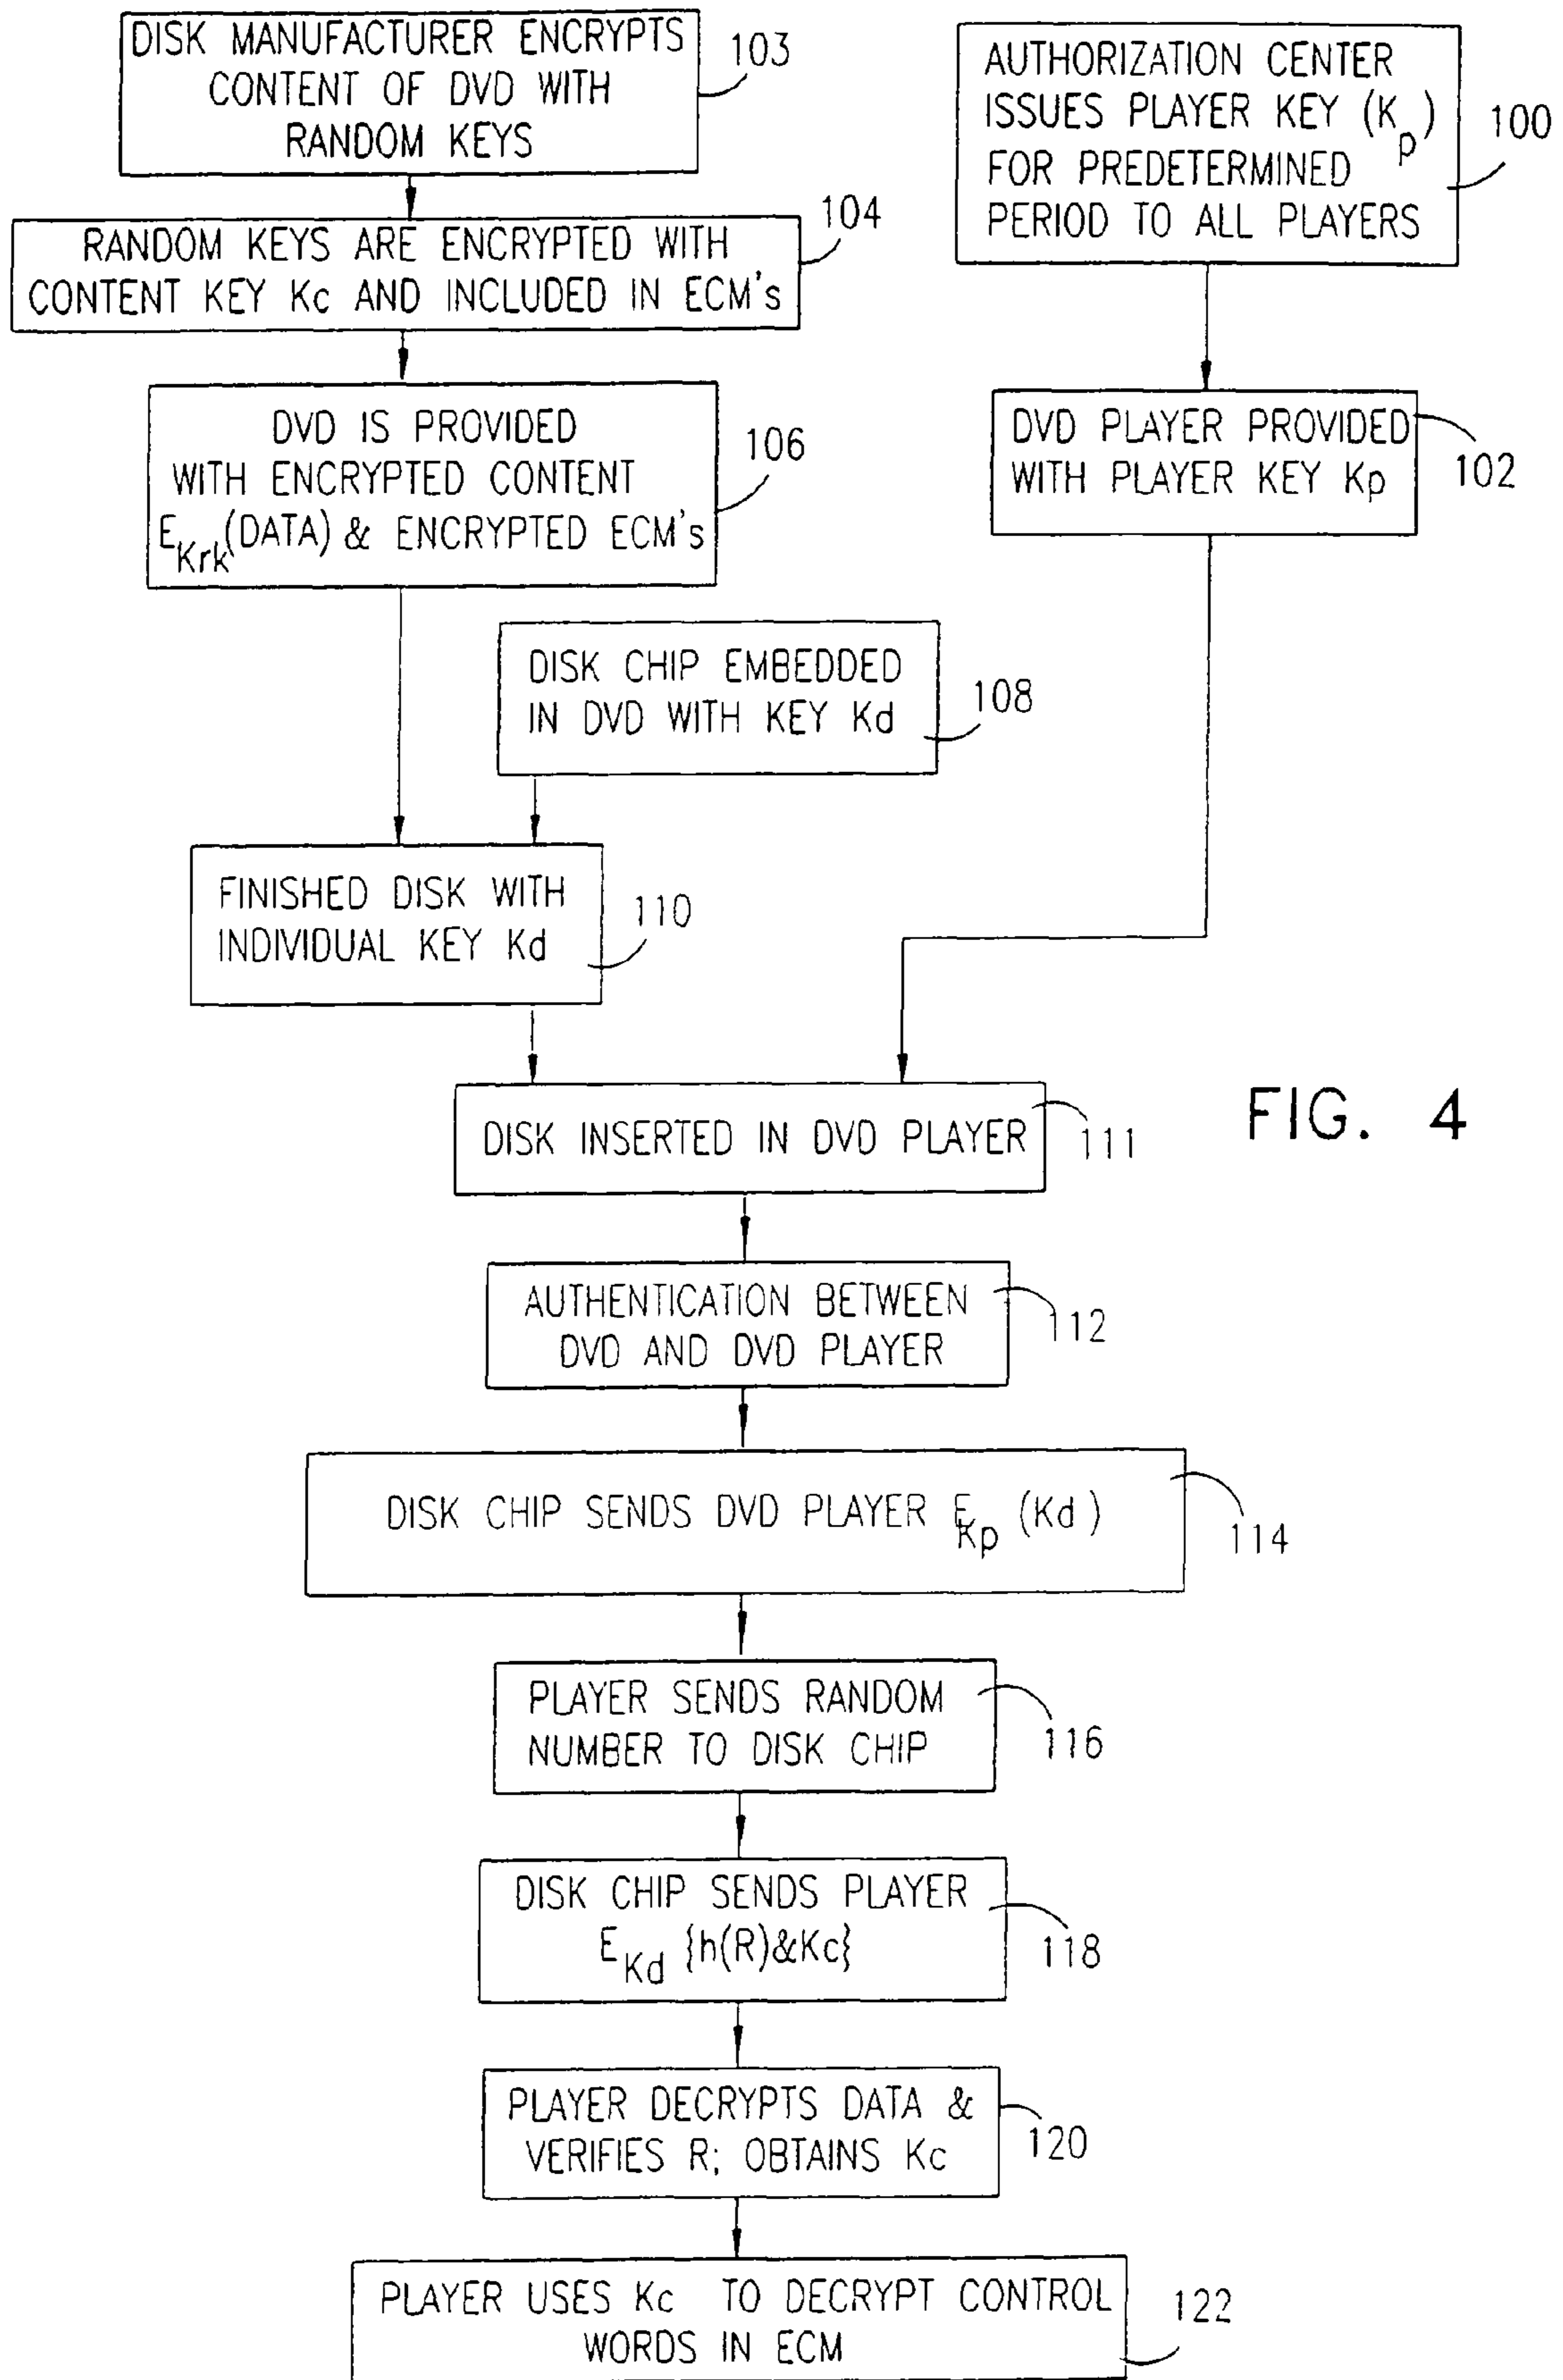 DISK MANUFACTURER ENCRYPTS
CONTENT OF DVD WITH
RANDOM KEYS
103
AUTHORIZATION CENTER
ISSUES PLAYER KEY (Kp)
FOR PREDETERMINED
PERIOD TO ALL PLAYERS
100
RANDOM KEYS ARE ENCRYPTED WITH
CONTENT KEY Kc AND INCLUDED IN ECM's
104
DVD IS PROVIDED
WITH ENCRYPTED CONTENT
EKrk(DATA) & ENCRYPTED ECM's
106
DVD PLAYER PROVIDED
WITH PLAYER KEY Kp
102
DISK CHIP EMBEDDED
IN DVD WITH KEY Kd
108
FINISHED DISK WITH
INDIVIDUAL KEY Kd
110
DISK INSERTED IN DVD PLAYER
111
FIG. 4
AUTHENTICATION BETWEEN
DVD AND DVD PLAYER
112
DISK CHIP SENDS DVD PLAYER EKp (Kd)
114
PLAYER SENDS RANDOM
NUMBER TO DISK CHIP
116
DISK CHIP SENDS PLAYER
EKd {h(R)&Kc}
118
PLAYER DECRYPTS DATA &
VERIFIES R; OBTAINS Kc
120
PLAYER USES Kc TO DECRYPT CONTROL
WORDS IN ECM
122